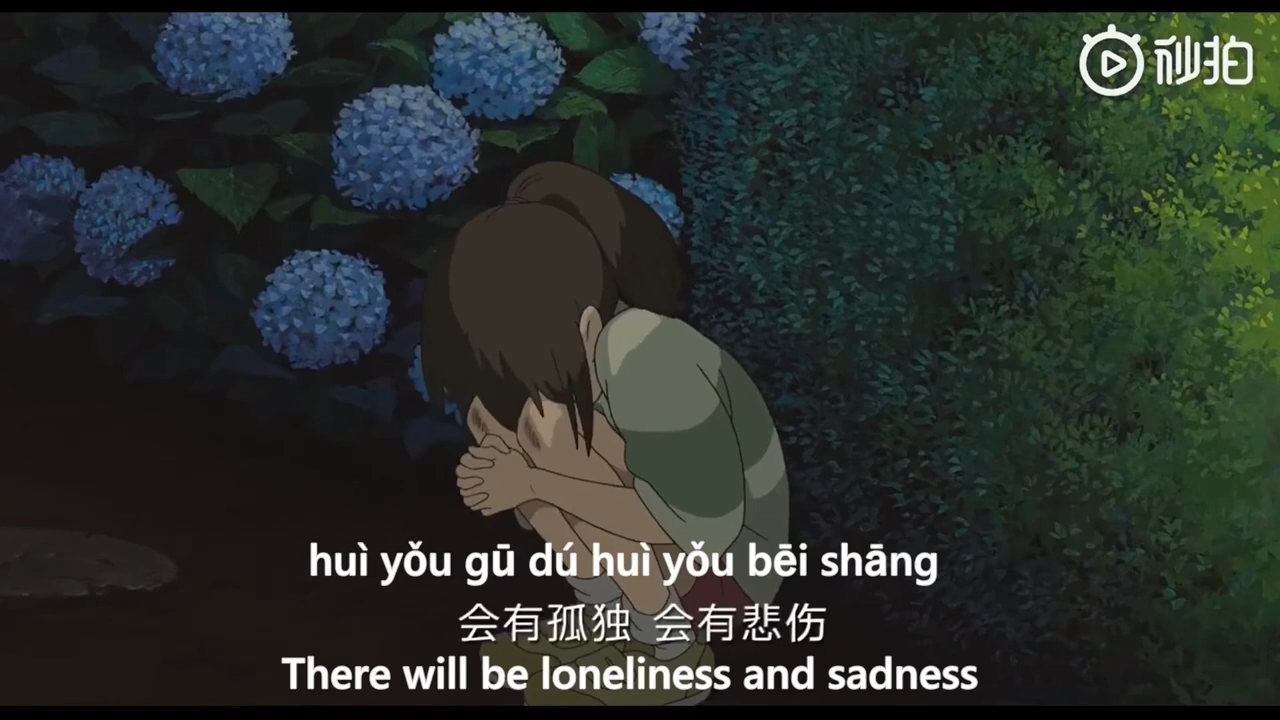 秒拍
huì yǒu gū dú huì yǒu bēi shāng
会有孤独 会有悲伤
There will be loneliness and sadness